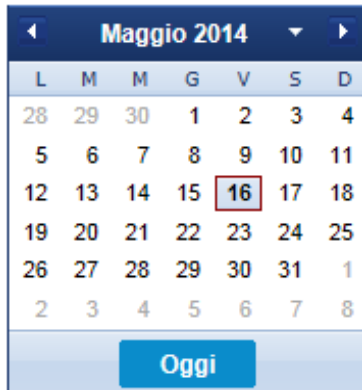 Maggio 2014
L M M G V S D
28 29 30 1 2 3 4
5 6 7 8 9 10 11
12 13 14 15 16 17 18
19 20 21 22 23 24 25
26 27 28 29 30 31 1
2 3 4 5 6 7 8
Oggi